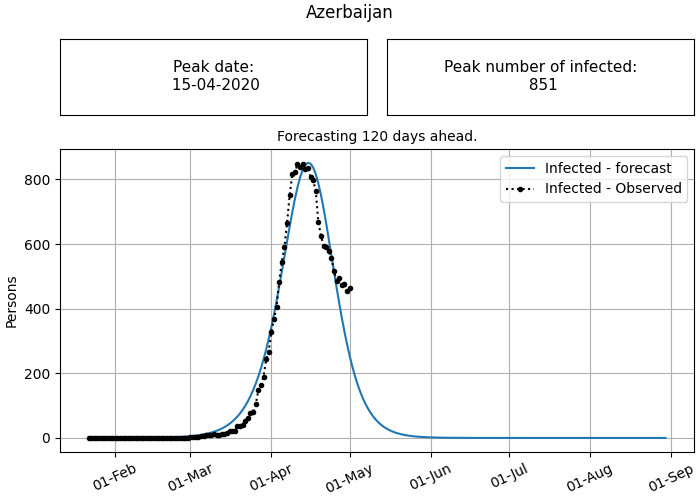 Azerbaijan
Peak date:
15-04-2020
Peak number of infected:
851
Forecasting 120 days ahead.
Infected - forecast
Infected - Observed
Persons
800
600
400
200
0
01-Feb
01-Mar
01-Apr
01-May
01-Jun
01-Jul
01-Aug
01-Sep